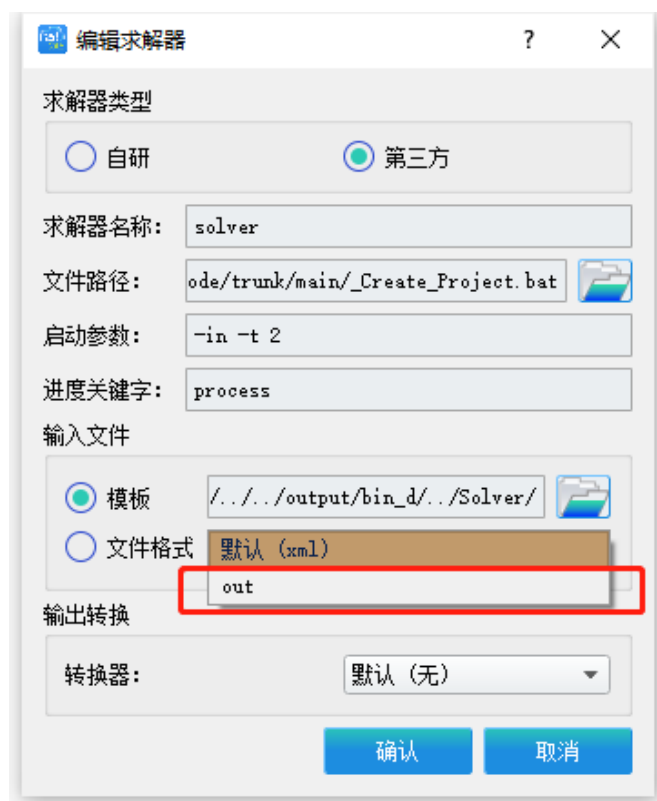 编辑求解器
?
求解器类型
自研 第三方
求解器名称: solver
文件路径: ode/trunk/main/_Create_Project.bat
启动参数: -in -t 2
进度关键字: process
输入文件
模板 /../../output/bin_d/../Solver/
文件格式 默认 (xml)
out
输出转换
转换器: 默认 (无)
确认 取消